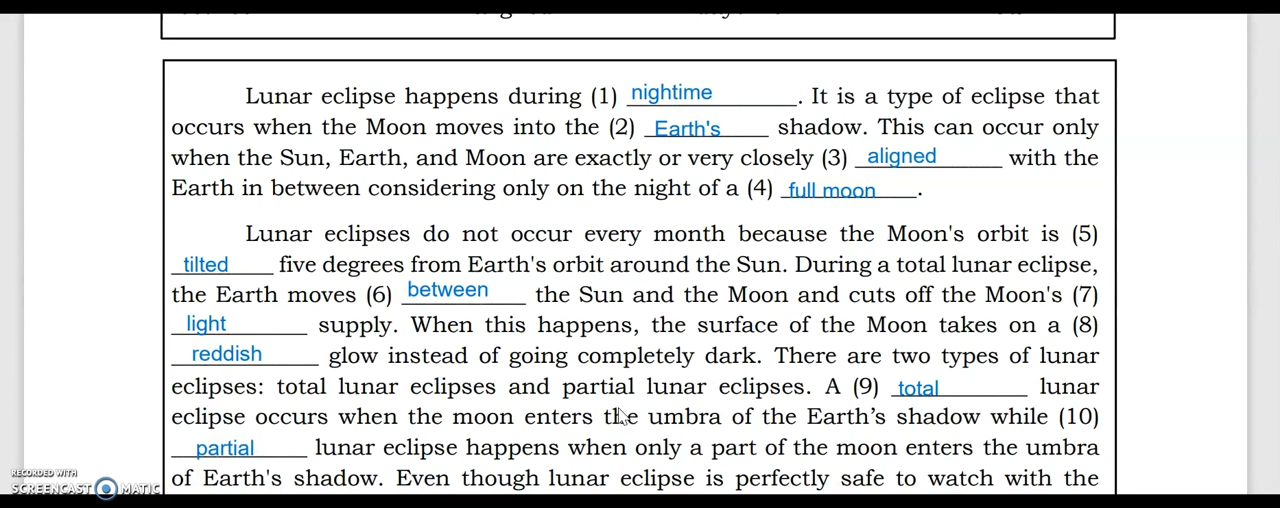 Lunar eclipse happens during (1) nightime. It is a type of eclipse that
occurs when the Moon moves into the (2) Earth's shadow. This can occur only
when the Sun, Earth, and Moon are exactly or very closely (3) aligned with the
Earth in between considering only on the night of a (4) full moon.
Lunar eclipses do not occur every month because the Moon's orbit is (5)
tilted five degrees from Earth's orbit around the Sun. During a total lunar eclipse,
the Earth moves (6) between the Sun and the Moon and cuts off the Moon's (7)
light supply. When this happens, the surface of the Moon takes on a (8)
reddish glow instead of going completely dark. There are two types of lunar
eclipses: total lunar eclipses and partial lunar eclipses. A (9) total lunar
eclipse occurs when the moon enters the umbra of the Earth's shadow while (10)
partial lunar eclipse happens when only a part of the moon enters the umbra
of Earth's shadow. Even though lunar eclipse is perfectly safe to watch with the
RECORDED WITH
SCREENCAST MATIC